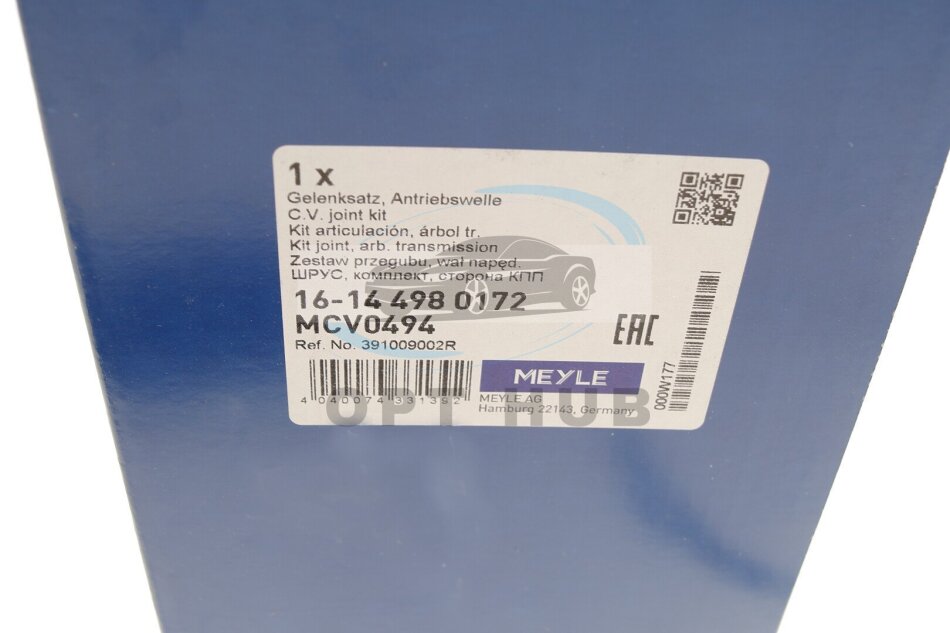 1 x
Gelenksatz, Antriebswelle
C.V. joint kit
Kit articulación, árbol tr.
Kit joint, arb. transmission
Zestaw przegubu, wał napęd.
ШРУС, комплект, сторона КПП
16-14 498 0172
MCV0494
Ref. No. 391009002R
EAC
4 040074 331392
MEYLE
MEYLE AG
Hamburg 22143, Germany
000W177
OPT HUB